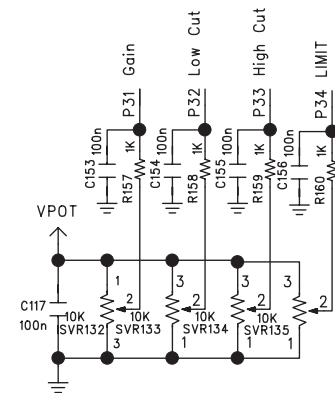 P31 Gain
P32 Low Cut
P33 High Cut
P34 LIMIT
C153 100n
1K
R157
C154 100n
1K
R158
C155 100n
1K
R159
C156 100n
1K
R160
VPOT
C117
100n
1
2
3
10K
SVR132
3
2
1
10K
SVR133
3
2
1
10K
SVR134
3
2
1
10K
SVR135